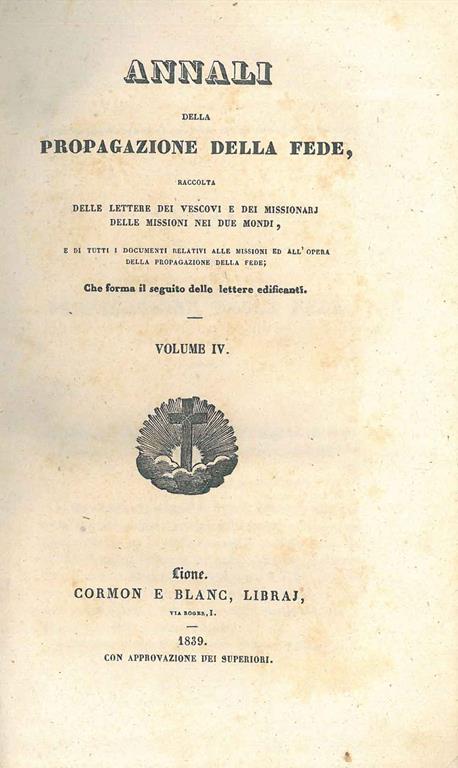 ANNALI
DELLA
PROPAGAZIONE DELLA FEDE,
RACCOLTA
DELLE LETTERE DEI VESCOVI E DEI MISSIONARJ
DELLE MISSIONI NEI DUE MONDI,
E DI TUTTI I DOCUMENTI RELATIVI ALLE MISSIONI ED ALL'OPERA
DELLA PROPAGAZIONE DELLA FEDE;
Che forma il seguito delle lettere edificanti.
VOLUME IV.
Lione.
CORMON E BLANC, LIBRAJ,
VIA ROGER, I.
1839.
CON APPROVAZIONE DEI SUPERIORI.